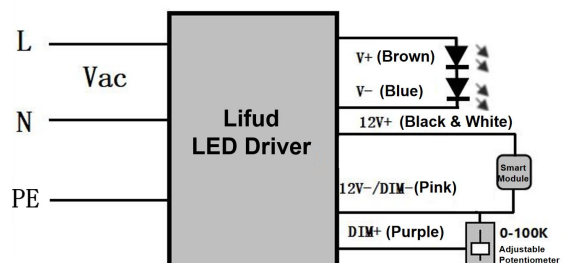 L
Vac
N
PE
Lifud
LED Driver
V+ (Brown)
V- (Blue)
12V+ (Black & White)
Smart
Module
12V-/DIM-(Pink)
DIM+ (Purple)
0-100K
Adjustable
Potentiometer